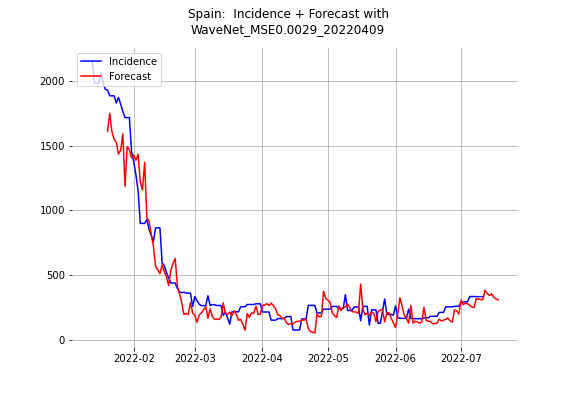 Spain:  Incidence + Forecast with
WaveNet_MSE0.0029_20220409
Incidence
Forecast
2000
1500
1000
500
0
2022-02 2022-03 2022-04 2022-05 2022-06 2022-07